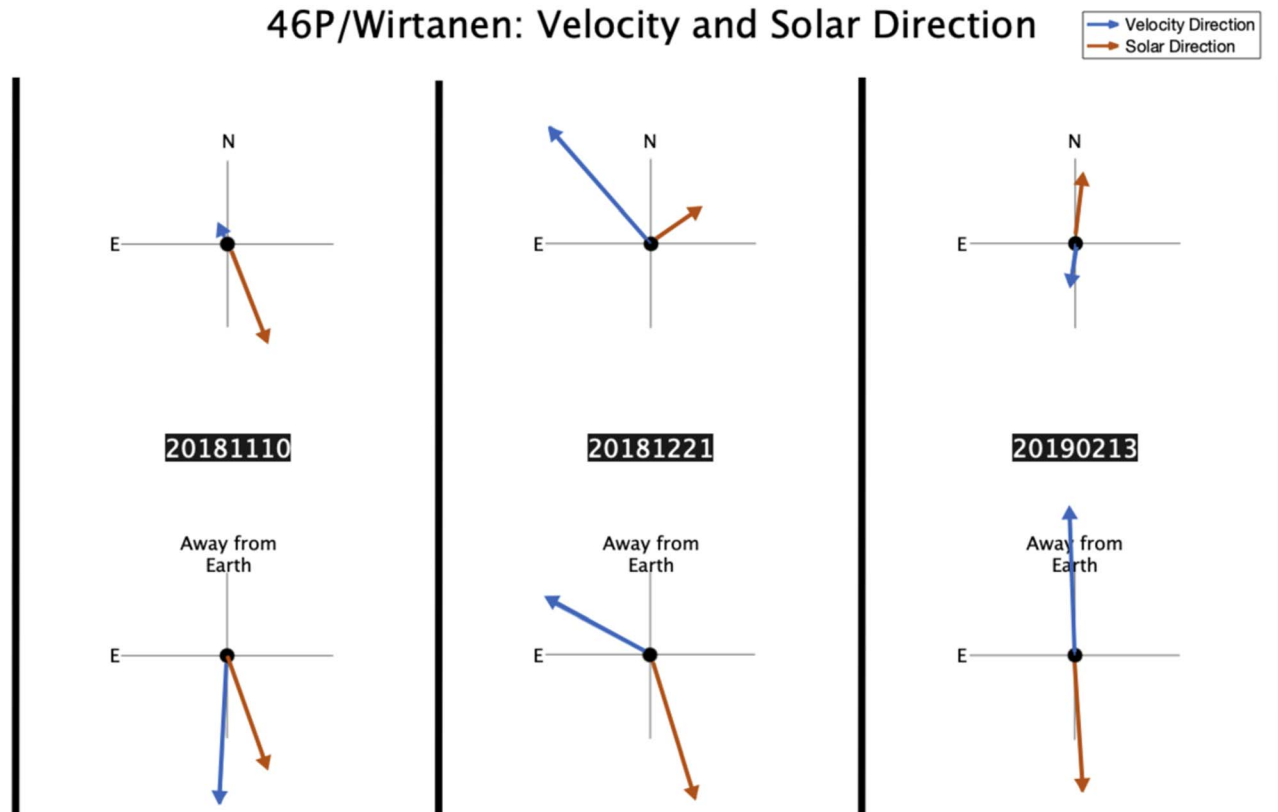 46P/Wirtanen: Velocity and Solar Direction
Velocity Direction
Solar Direction
N
E
N
E
N
E
20181110
20181221
20190213
Away from
Earth
E
Away from
Earth
E
Away from
Earth
E